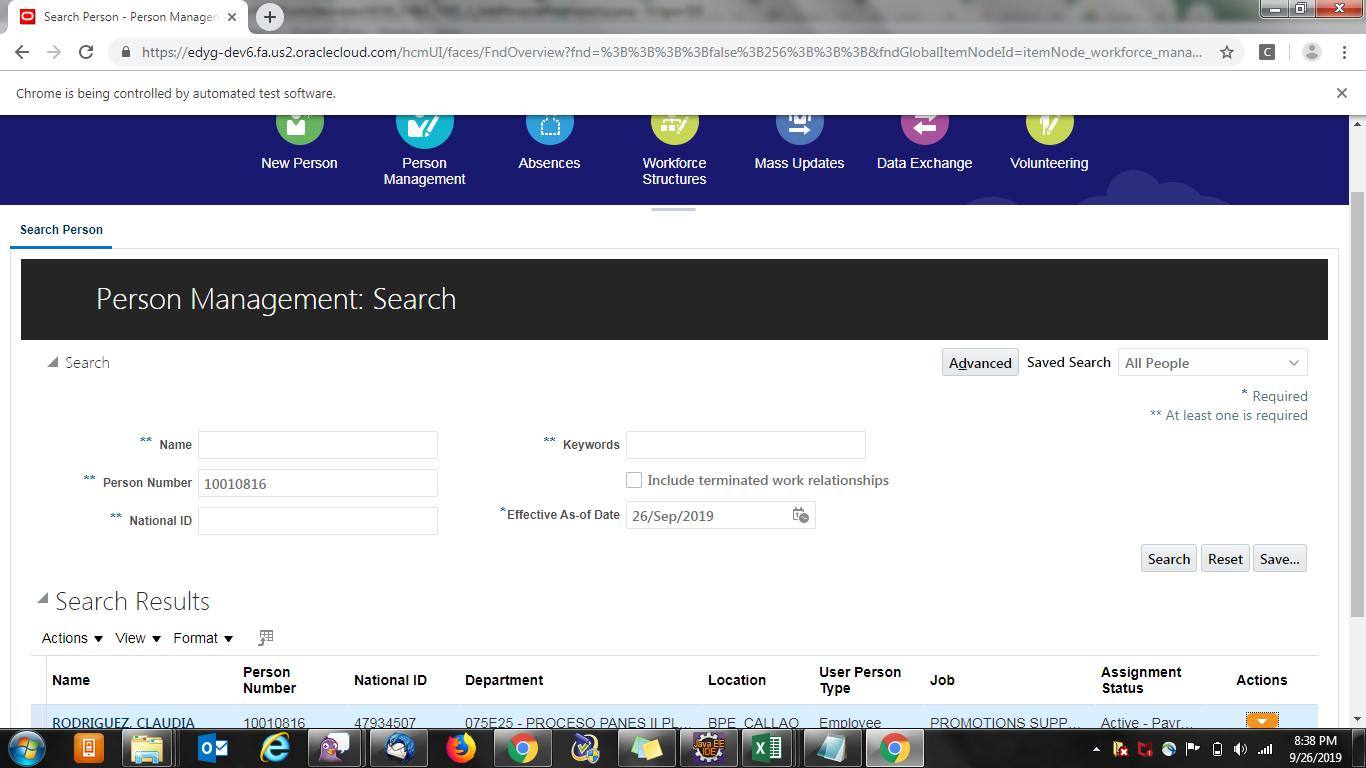 Search Person - Person Managem
https://edyg-dev6.fa.us2.oraclecloud.com/hcmUI/faces/FndOverview?fnd=%3B%3B%3B%3Bfalse%3B256%3B%3B%3B&fndGlobalItemNodeId=itemNode_workforce_mana...
Chrome is being controlled by automated test software.
New Person
Person Management
Absences
Workforce Structures
Mass Updates
Data Exchange
Volunteering
Search Person
Person Management: Search
Search
Advanced Saved Search All People
* Required
** At least one is required
** Name
** Keywords
** Person Number 10010816
Include terminated work relationships
** National ID
*Effective As-of Date 26/Sep/2019
Search Reset Save...
Search Results
Actions View Format
Name Person Number National ID Department Location User Person Type Job Assignment Status Actions
RODRIGUEZ, CLAUDIA 10010816 47934507 075E25 - PROCESO PANES II PL... BPE_CALLAO Employee PROMOTIONS SUPP... Active - Payr...
Java EE IDE
8:38 PM
9/26/2019